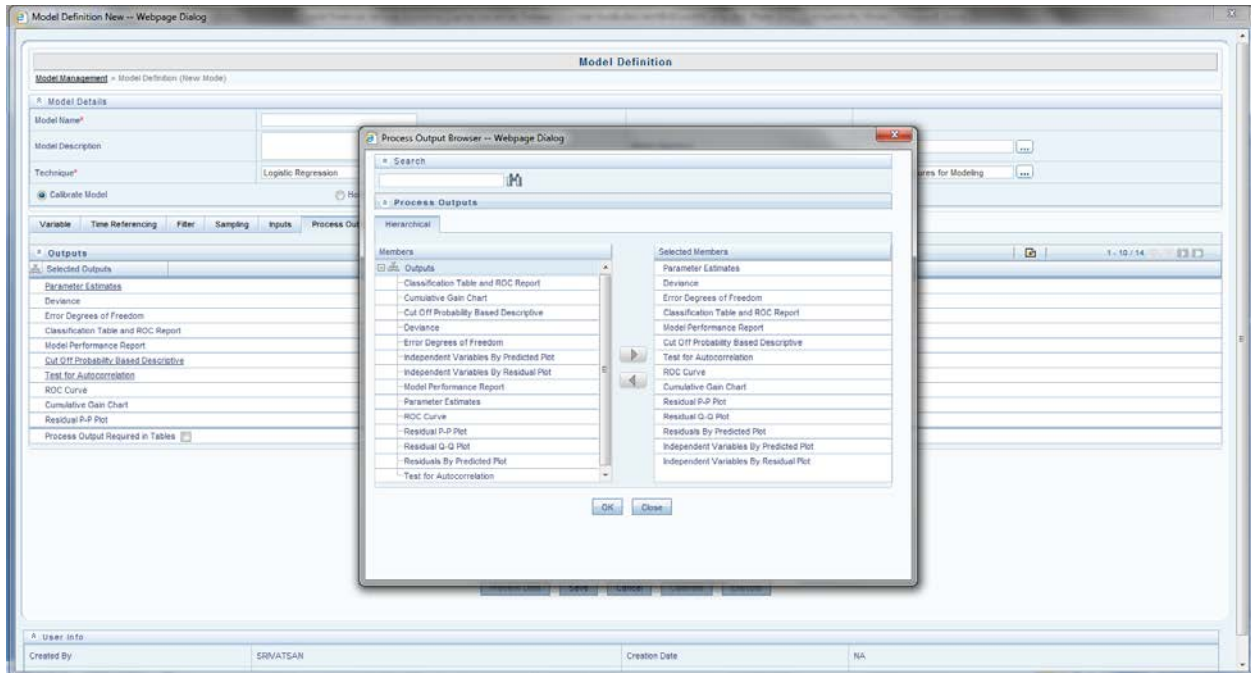 Model Definition New -- Webpage Dialog
Model Definition
Model Management » Model Definition (New Mode)
Model Details
Model Name*
Model Description
...
Technique*
Logistic Regression
ures for Modeling
...
Calibrate Model
He
Variable
Time Referencing
Filter
Sampling
Inputs
Process Out
Outputs
1 - 10 / 14
Selected Outputs
Parameter Estimates
Deviance
Error Degrees of Freedom
Classification Table and ROC Report
Model Performance Report
Cut Off Probability Based Descriptive
Test for Autocorrelation
ROC Curve
Cumulative Gain Chart
Residual P-P Plot
Process Output Required in Tables
Process Output Browser -- Webpage Dialog
Search
Process Outputs
Hierarchical
Members
Outputs
Classification Table and ROC Report
Cumulative Gain Chart
Cut Off Probability Based Descriptive
Deviance
Error Degrees of Freedom
Independent Variables By Predicted Plot
Independent Variables By Residual Plot
Model Performance Report
Parameter Estimates
ROC Curve
Residual P-P Plot
Residual Q-Q Plot
Residuals By Predicted Plot
Test for Autocorrelation
Selected Members
Parameter Estimates
Deviance
Error Degrees of Freedom
Classification Table and ROC Report
Model Performance Report
Cut Off Probability Based Descriptive
Test for Autocorrelation
ROC Curve
Cumulative Gain Chart
Residual P-P Plot
Residual Q-Q Plot
Residuals By Predicted Plot
Independent Variables By Predicted Plot
Independent Variables By Residual Plot
OK
Close
Save
Cancel
User Info
Created By
SRIVATSAN
Creation Date
NA